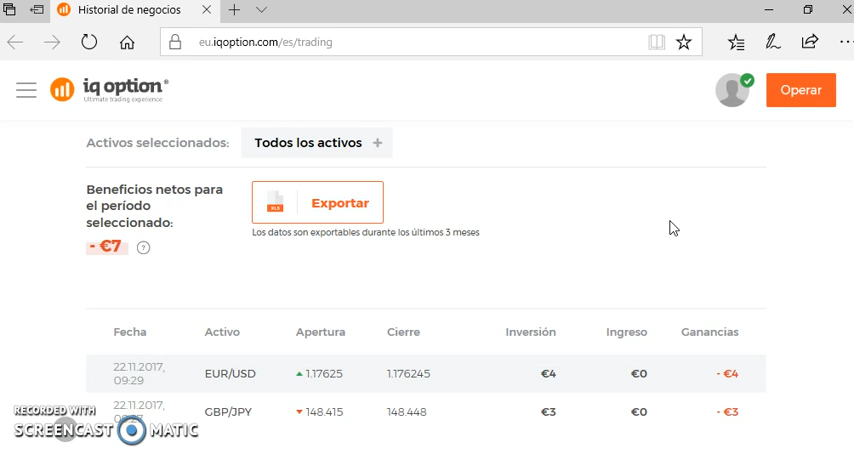 Historial de negocios
eu.iqoption.com/es/trading
iq option®
Ultimate trading experience
Operar
Activos seleccionados: Todos los activos +
Beneficios netos para
el período
seleccionado:
- €7 ?
XLS Exportar
Los datos son exportables durante los últimos 3 meses
Fecha Activo Apertura Cierre Inversión Ingreso Ganancias
22.11.2017,
09:29 EUR/USD 1.17625 1.176245 €4 €0 - €4
22.11.2017,
GBP/JPY 148.415 148.448 €3 €0 - €3
RECORDED WITH
SCREENCAST MATIC